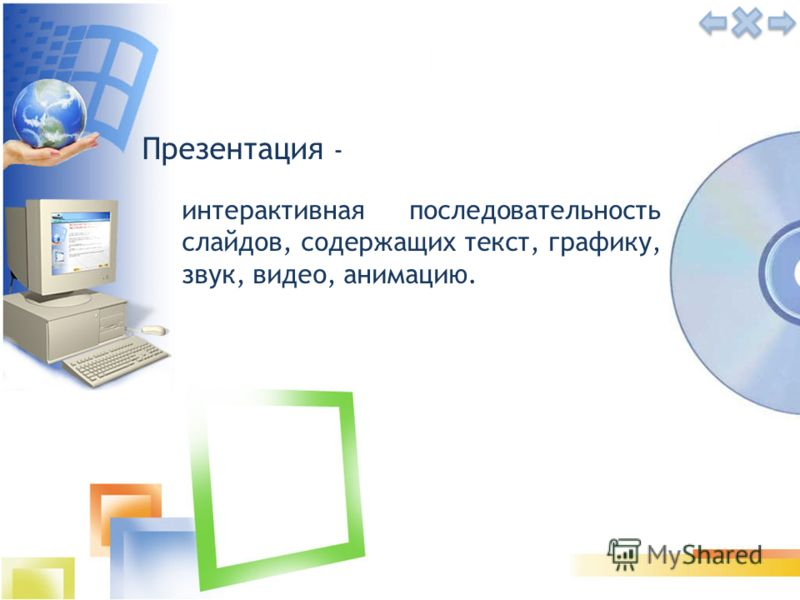 Презентация -
интерактивная последовательность
слайдов, содержащих текст, графику,
звук, видео, анимацию.
MyShared